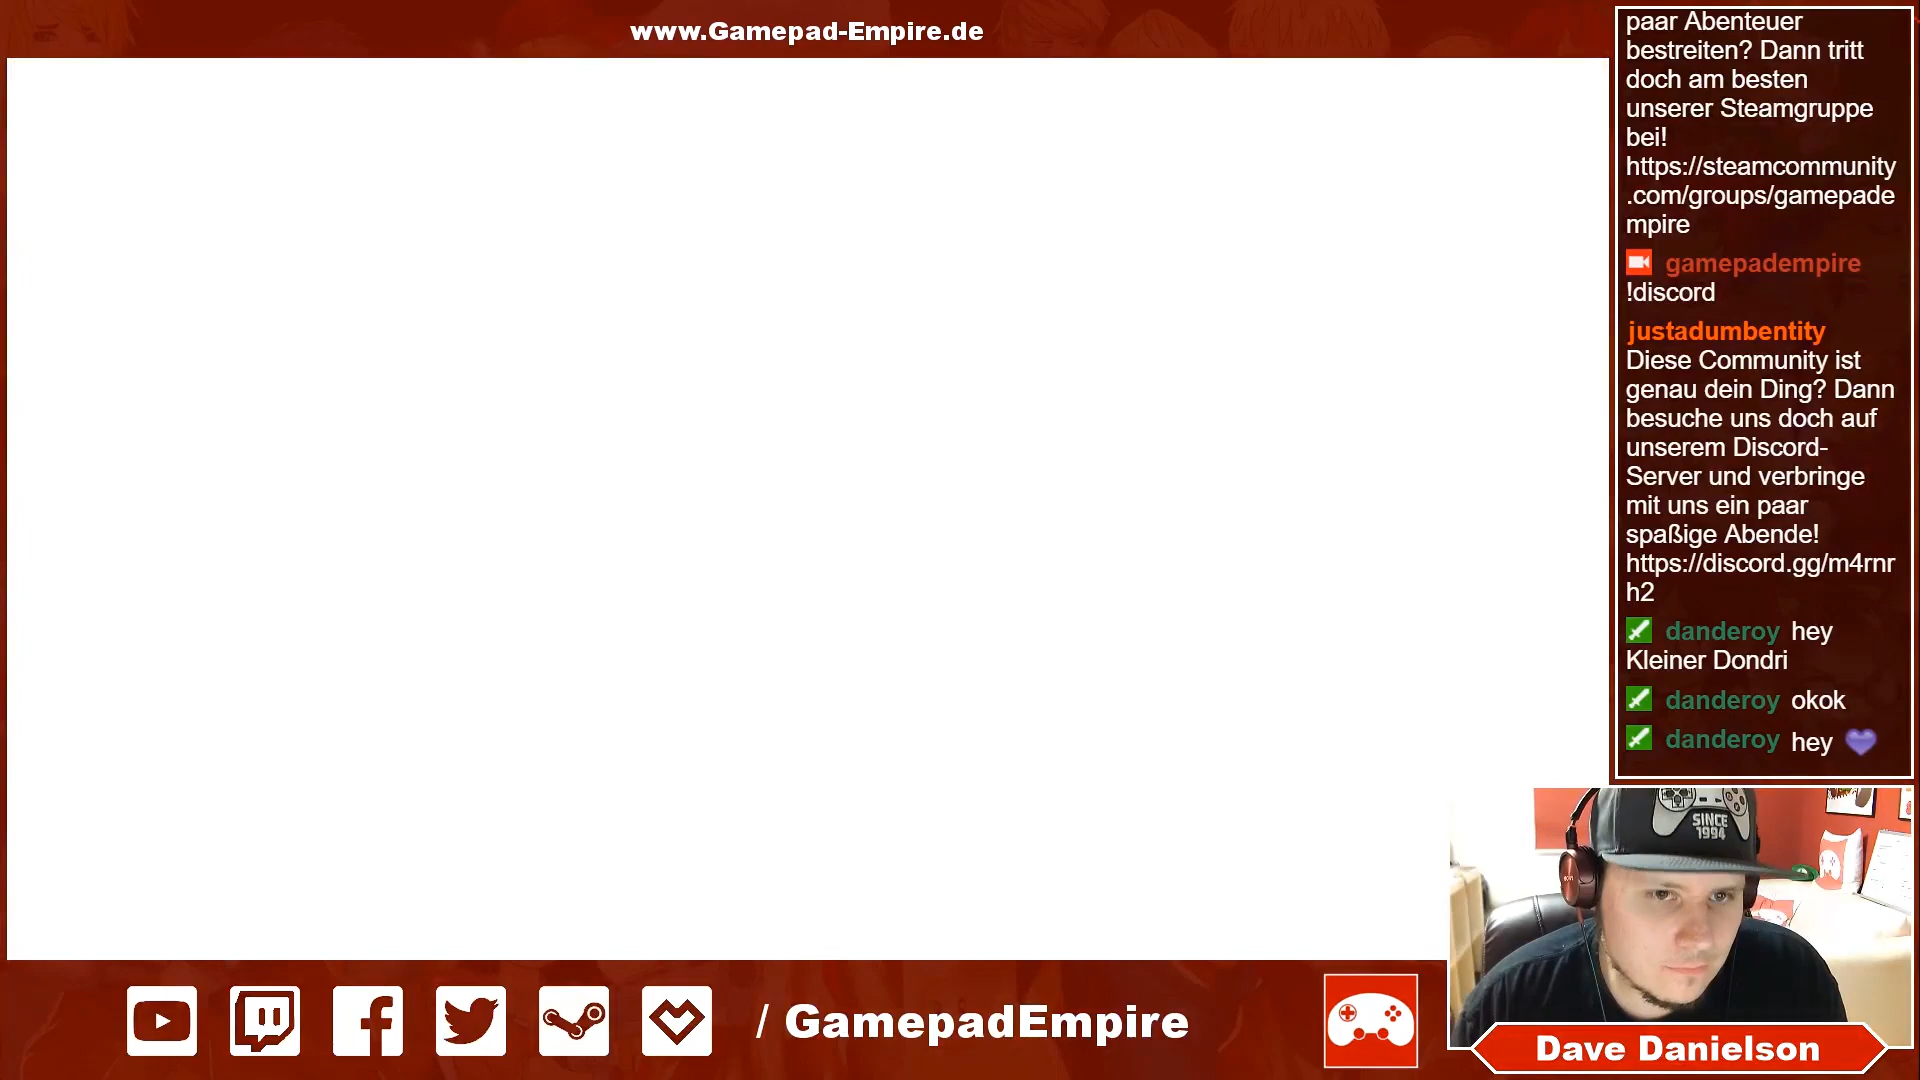 www.Gamepad-Empire.de
paar Abenteuer
bestreiten? Dann tritt
doch am besten
unserer Steamgruppe
bei!
https://steamcommunity
.com/groups/gamepade
mpire
gamepadempire
!discord
justadumbentity
Diese Community ist
genau dein Ding? Dann
besuche uns doch auf
unserem Discord-
Server und verbringe
mit uns ein paar
spaßige Abende!
https://discord.gg/m4rnr
h2
danderoy hey
Kleiner Dondri
danderoy okok
danderoy hey
SINCE
1994
/ GamepadEmpire
Dave Danielson